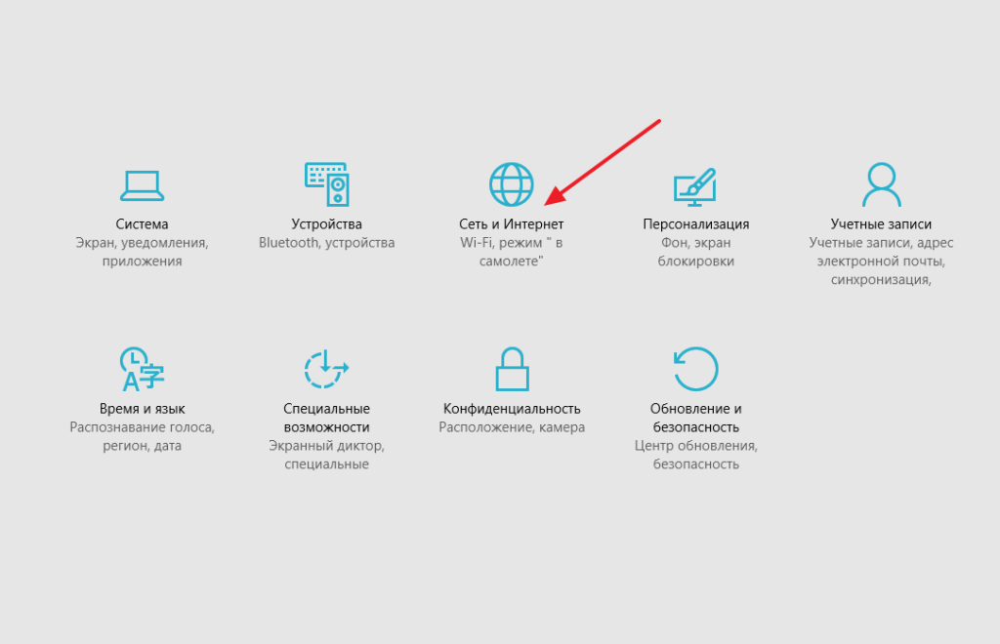 Система
Экран, уведомления,
приложения
Устройства
Bluetooth, устройства
Сеть и Интернет
Wi-Fi, режим " в
самолете"
Персонализация
Фон, экран
блокировки
Учетные записи
Учетные записи, адрес
электронной почты,
синхронизация,
Время и язык
Распознавание голоса,
регион, дата
Специальные
возможности
Экранный диктор,
специальные
Конфиденциальность
Расположение, камера
Обновление и
безопасность
Центр обновления,
безопасность